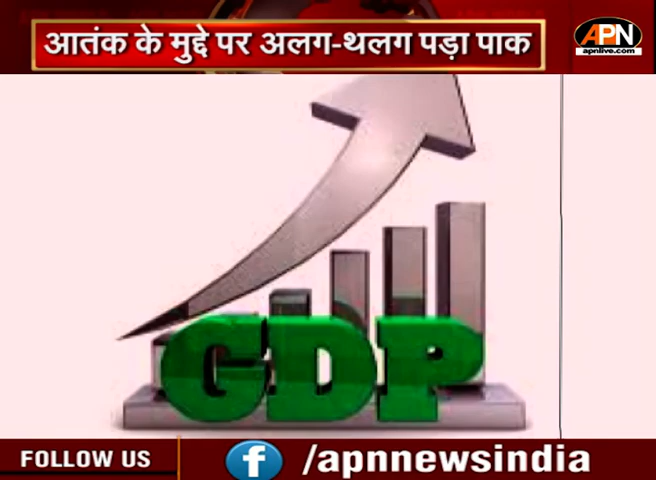 आतंक के मुद्दे पर अलग-थलग पड़ा पाक
APN
apnlive.com
GDP
FOLLOW US
f /apnnewsindia